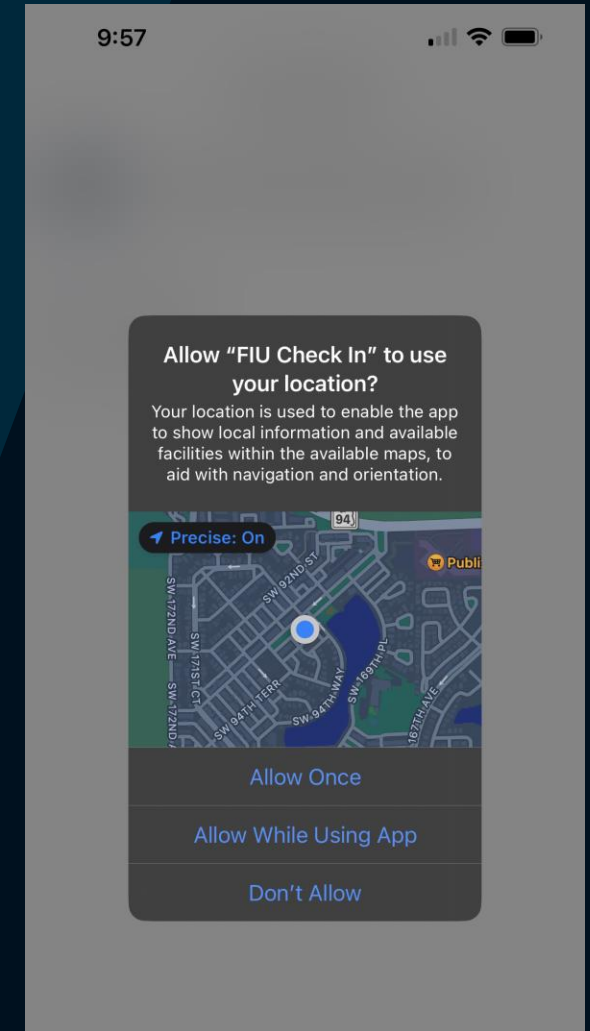 9:57
Allow “FIU Check In” to use
your location?
Your location is used to enable the app
to show local information and available
facilities within the available maps, to
aid with navigation and orientation.
94
Precise: On
Publi
SW 92ND ST
SW 172ND AVE
SW 171ST CT
SW 169TH PL
SW 94TH TERR
SW 94TH WAY
SW 172ND
167TH AVE
Allow Once
Allow While Using App
Don’t Allow